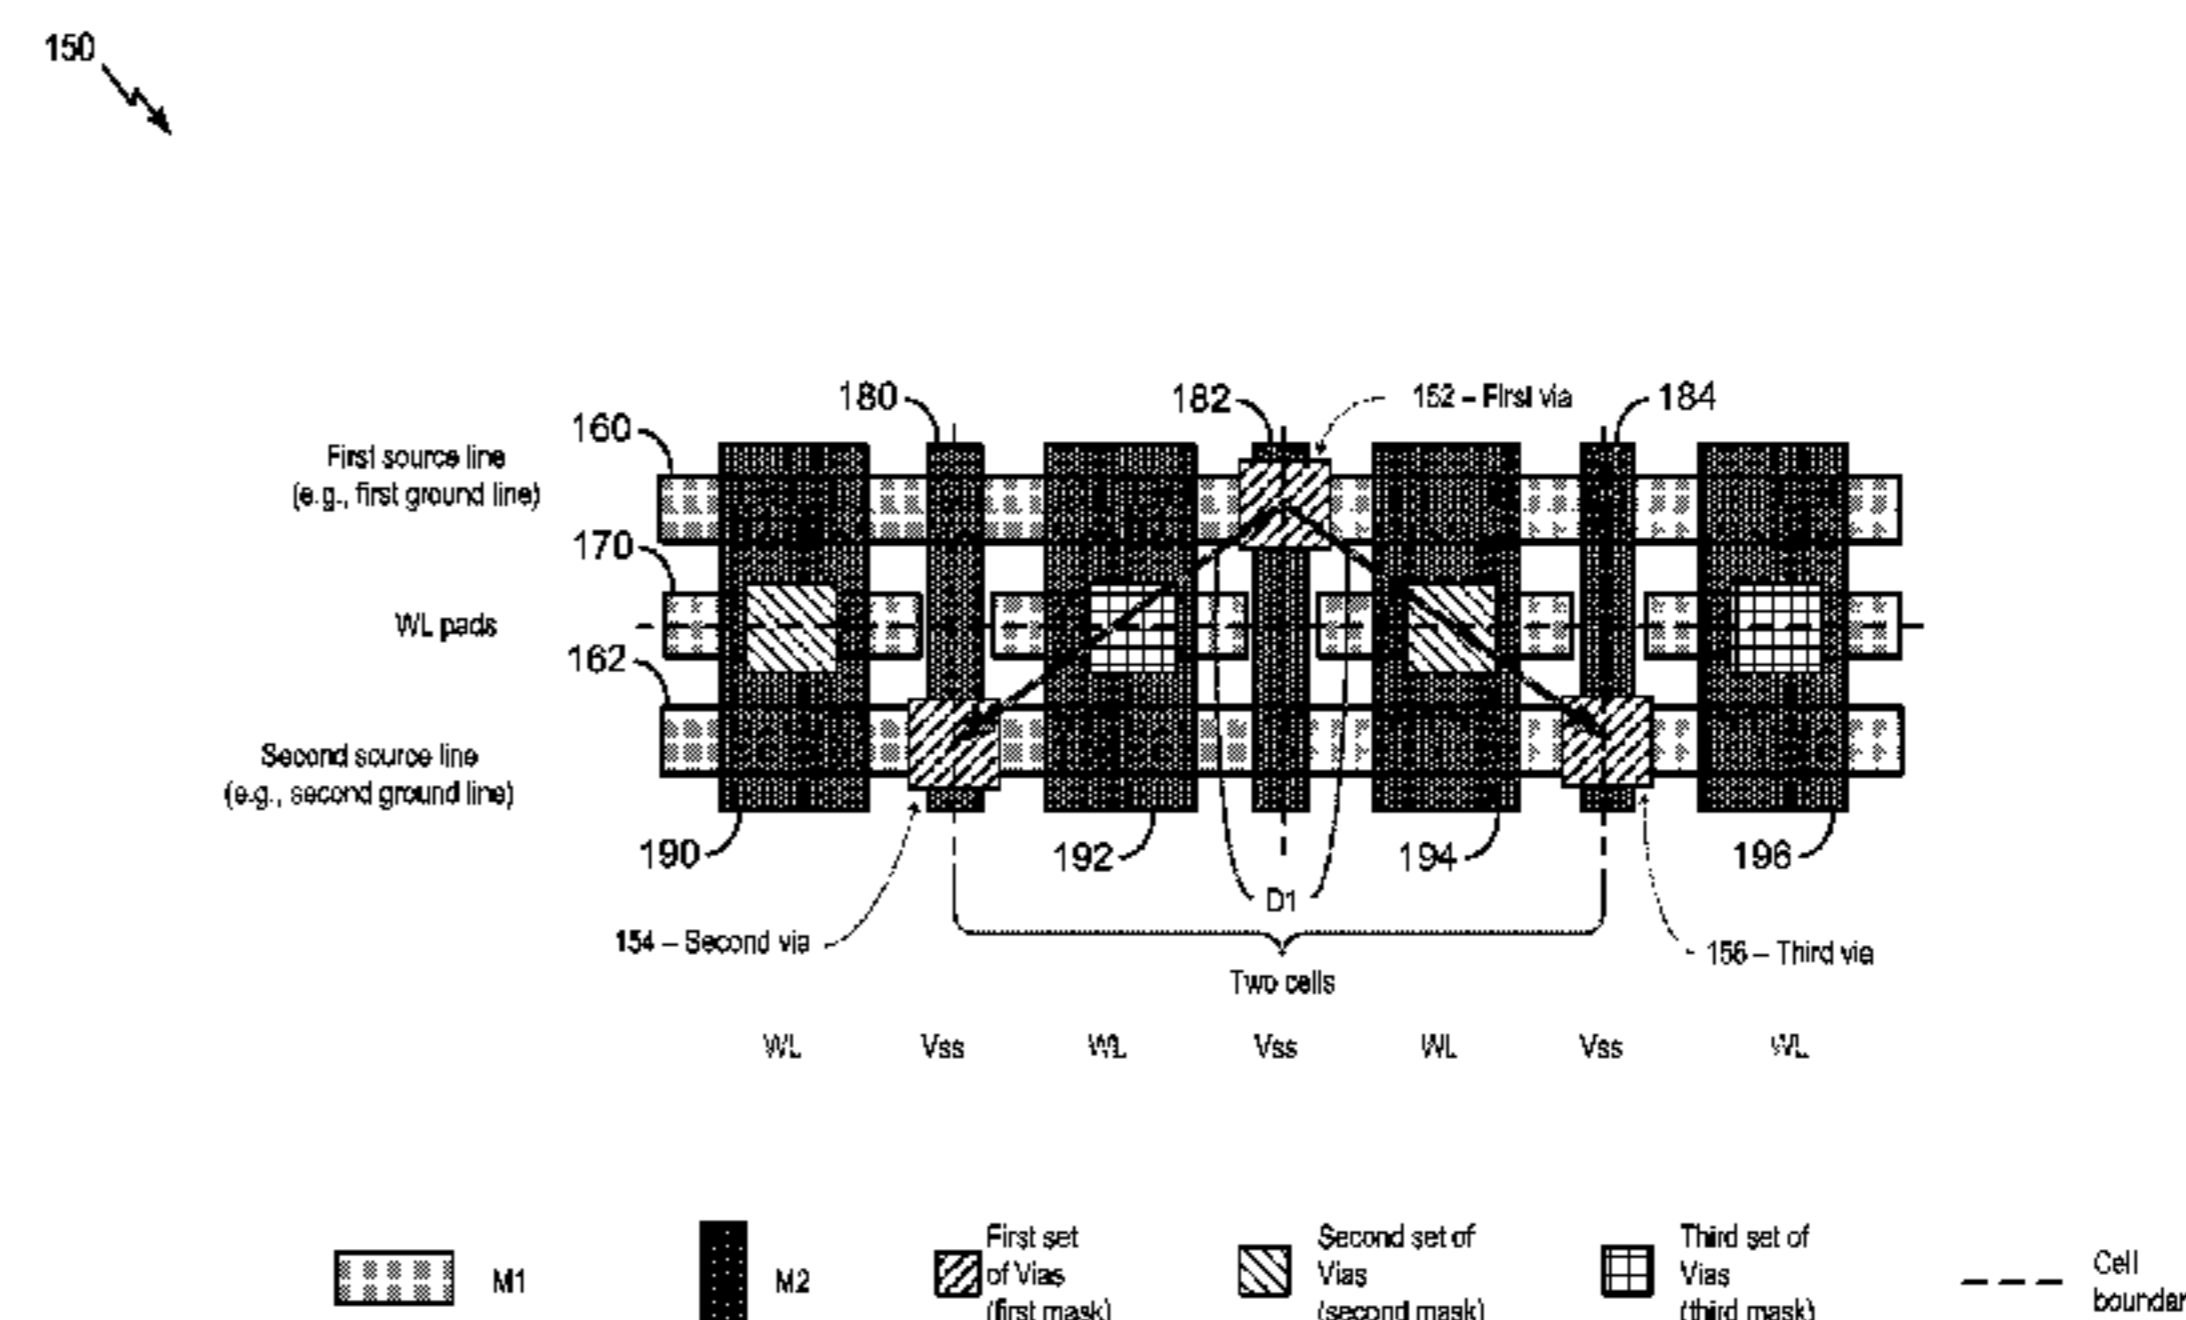 150
180
182
152 – First via
184
160
First source line
(e.g., first ground line)
170
WL pads
162
Second source line
(e.g., second ground line)
190
192
194
196
D1
154 – Second via
156 – Third via
Two cells
WL Vss WL Vss WL Vss WL
M1
M2
First set
of Vias
(first mask)
Second set of
Vias
(second mask)
Third set of
Vias
(third mask)
Cell
boundar